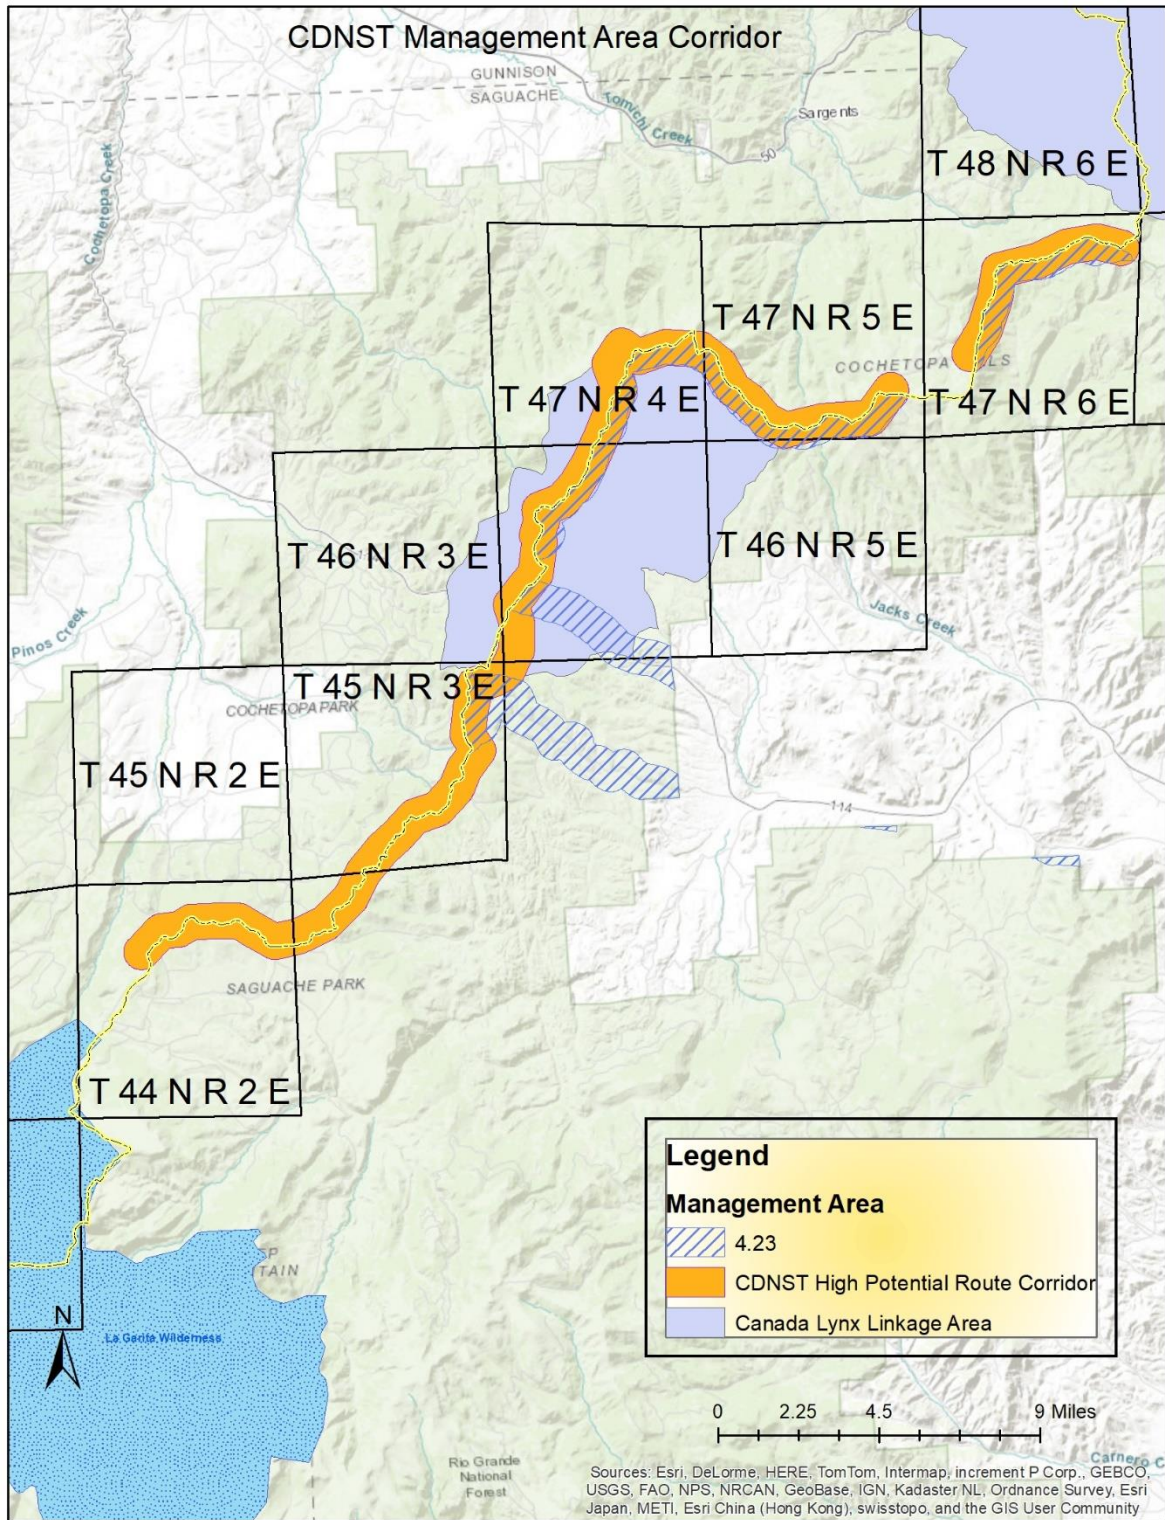 CDNST Management Area Corridor
GUNNISON
SAGUACHE
Tomichi Creek
Sargents
50
Cochetopa Creek
T 48 N R 6 E
T 47 N R 5 E
COCHETOPA
T 47 N R 4 E
T 47 N R 6 E
T 46 N R 3 E
T 46 N R 5 E
Jacks Creek
Pinos Creek
T 45 N R 3 E
COCHETOPA PARK
T 45 N R 2 E
114
SAGUACHE PARK
T 44 N R 2 E
La Garita Wilderness
N
Legend
Management Area
4.23
CDNST High Potential Route Corridor
Canada Lynx Linkage Area
0 2.25 4.5 9 Miles
Rio Grande
National
Forest
Sources: Esri, DeLorme, HERE, TomTom, Intermap, increment P Corp., GEBCO,
USGS, FAO, NPS, NRCAN, GeoBase, IGN, Kadaster NL, Ordnance Survey, Esri
Japan, METI, Esri China (Hong Kong), swisstopo, and the GIS User Community